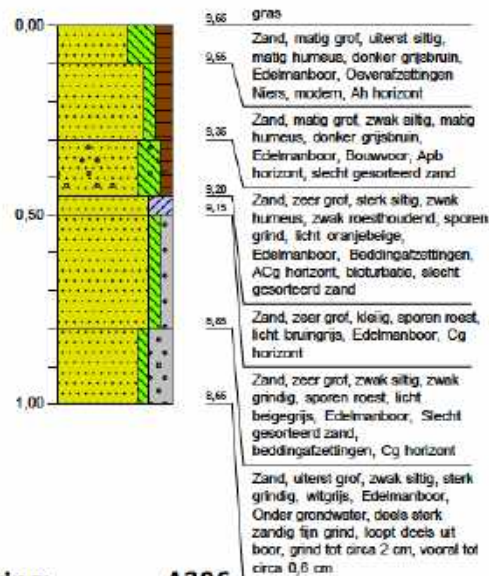 0,00
0,50
1,00
9,66
gras
9,55
Zand, matig grof, uiterst siltig,
matig humeus, donker grijsbruin,
Edelmanboor, Oeverafzettingen
Niers, modern, Ah horizont
9,35
Zand, matig grof, zwak siltig, matig
humeus, donker grijsbruin,
Edelmanboor, Bouwvoor, Apb
horizont, slecht gesorteerd zand
9,20
Zand, zeer grof, sterk siltig, zwak
humeus, zwak roesthoudend, sporen
grind, licht oranjebeige,
Edelmanboor, Beddingafzettingen,
ACg horizont, bioturbatie, slecht
gesorteerd zand
9,15
Zand, zeer grof, kleiig, sporen roest,
licht bruingrijs, Edelmanboor, Cg
horizont
8,85
Zand, zeer grof, zwak siltig, zwak
grindig, sporen roest, licht
beigegrijs, Edelmanboor, Slecht
gesorteerd zand,
beddingafzettingen, Cg horizont
8,66
Zand, uiterst grof, zwak siltig, sterk
grindig, witgrijs, Edelmanboor,
Onder grondwater, deels sterk
zandig fijn grind, loopt deels uit
boor, grind tot circa 2 cm, vooral tot
circa 0,6 cm